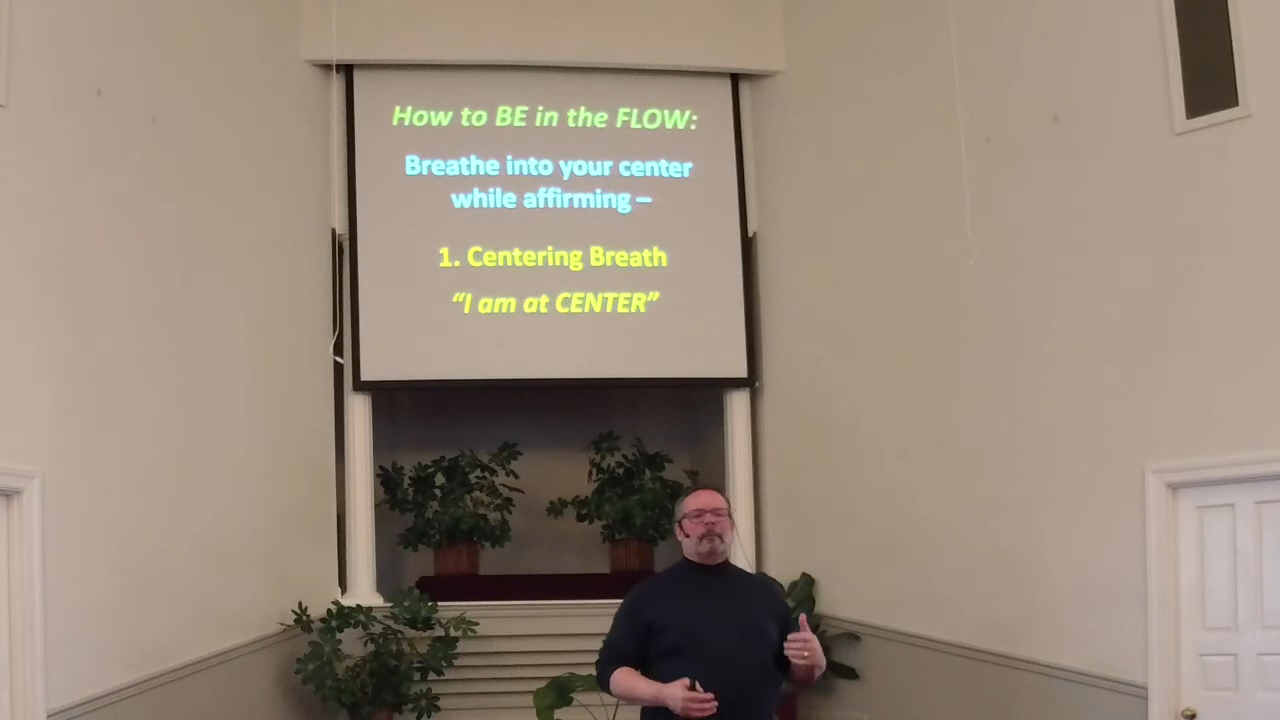 How to BE in the FLOW:
Breathe into your center
while affirming –
1. Centering Breath
“I am at CENTER”